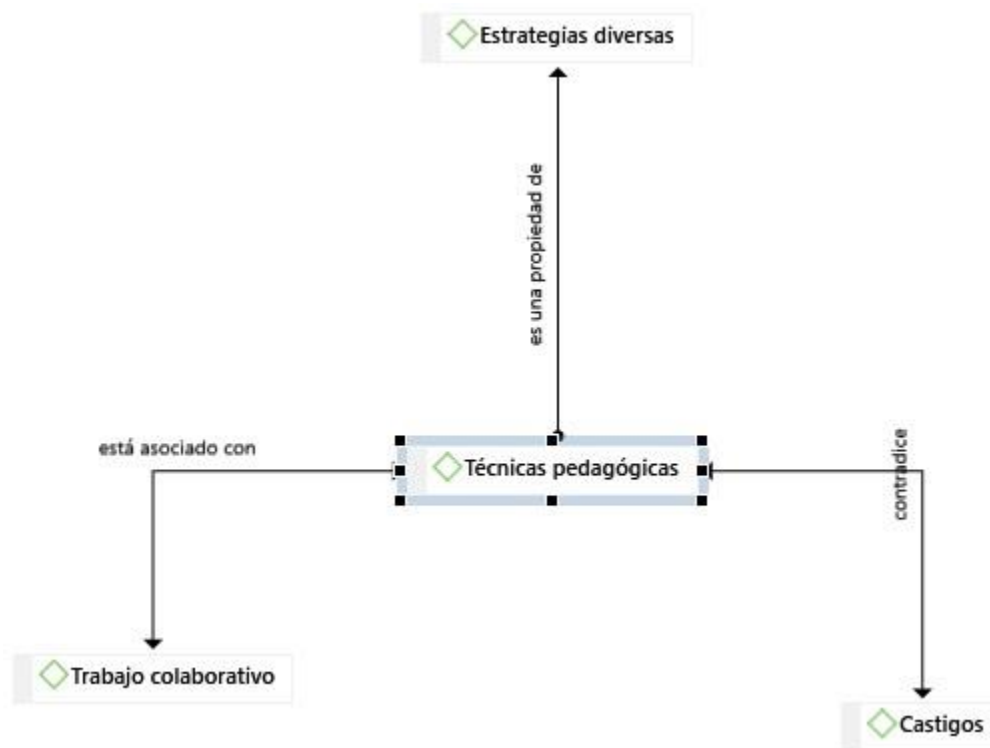 Estrategias diversas
es una propiedad de
está asociado con
Técnicas pedagógicas
contradice
Trabajo colaborativo
Castigos